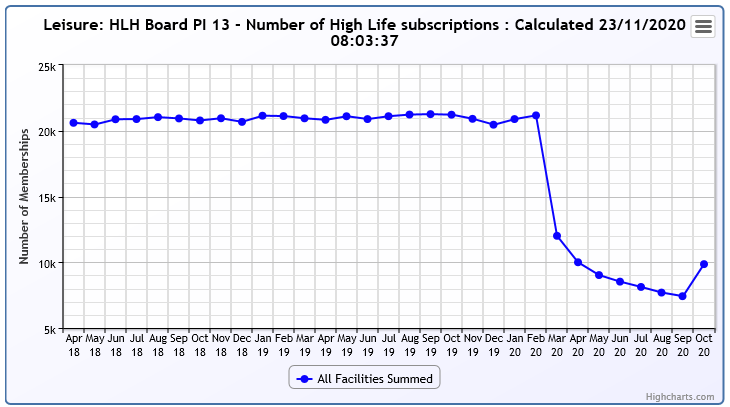 Leisure: HLH Board PI 13 - Number of High Life subscriptions : Calculated 23/11/2020
08:03:37
25k
20k
15k
10k
5k
Number of Memberships
Apr May Jun Jul Aug Sep Oct Nov Dec Jan Feb Mar Apr May Jun Jul Aug Sep Oct Nov Dec Jan Feb Mar Apr May Jun Jul Aug Sep Oct
18 18 18 18 18 18 18 18 18 19 19 19 19 19 19 19 19 19 19 19 19 20 20 20 20 20 20 20 20 20 20
All Facilities Summed
Highcharts.com